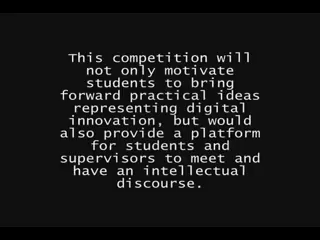 This competition will
not only motivate
students to bring
forward practical ideas
representing digital
innovation, but would
also provide a platform
for students and
supervisors to meet and
have an intellectual
discourse.